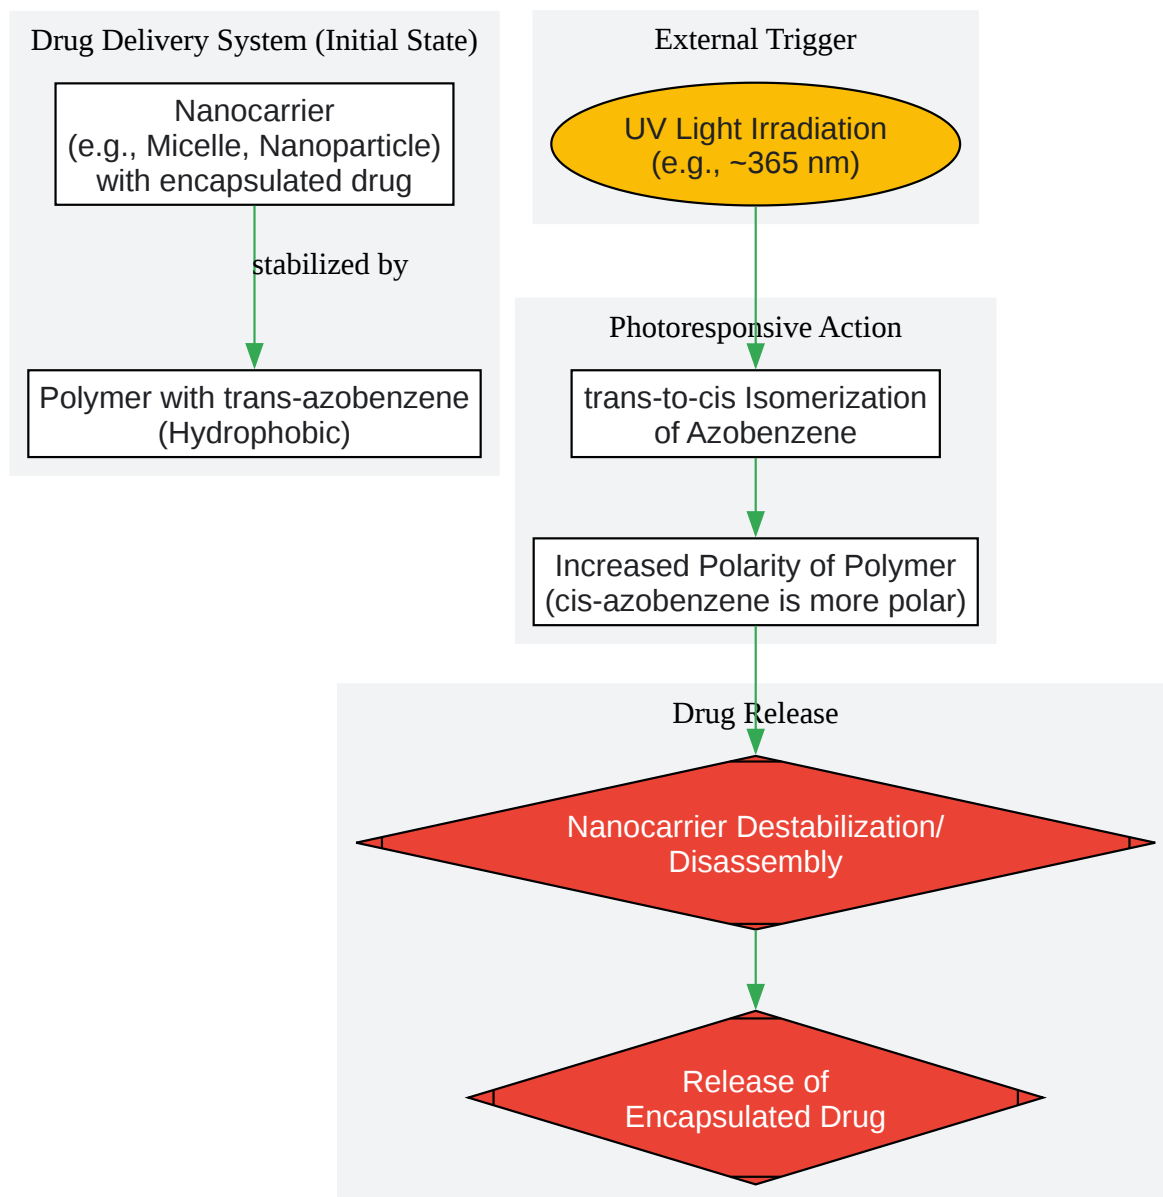 Drug Delivery System (Initial State)
Nanocarrier
(e.g., Micelle, Nanoparticle)
with encapsulated drug
stabilized by
Polymer with trans-azobenzene
(Hydrophobic)
External Trigger
UV Light Irradiation
(e.g., ~365 nm)
Photoresponsive Action
trans-to-cis Isomerization
of Azobenzene
Increased Polarity of Polymer
(cis-azobenzene is more polar)
Drug Release
Nanocarrier Destabilization/
Disassembly
Release of
Encapsulated Drug